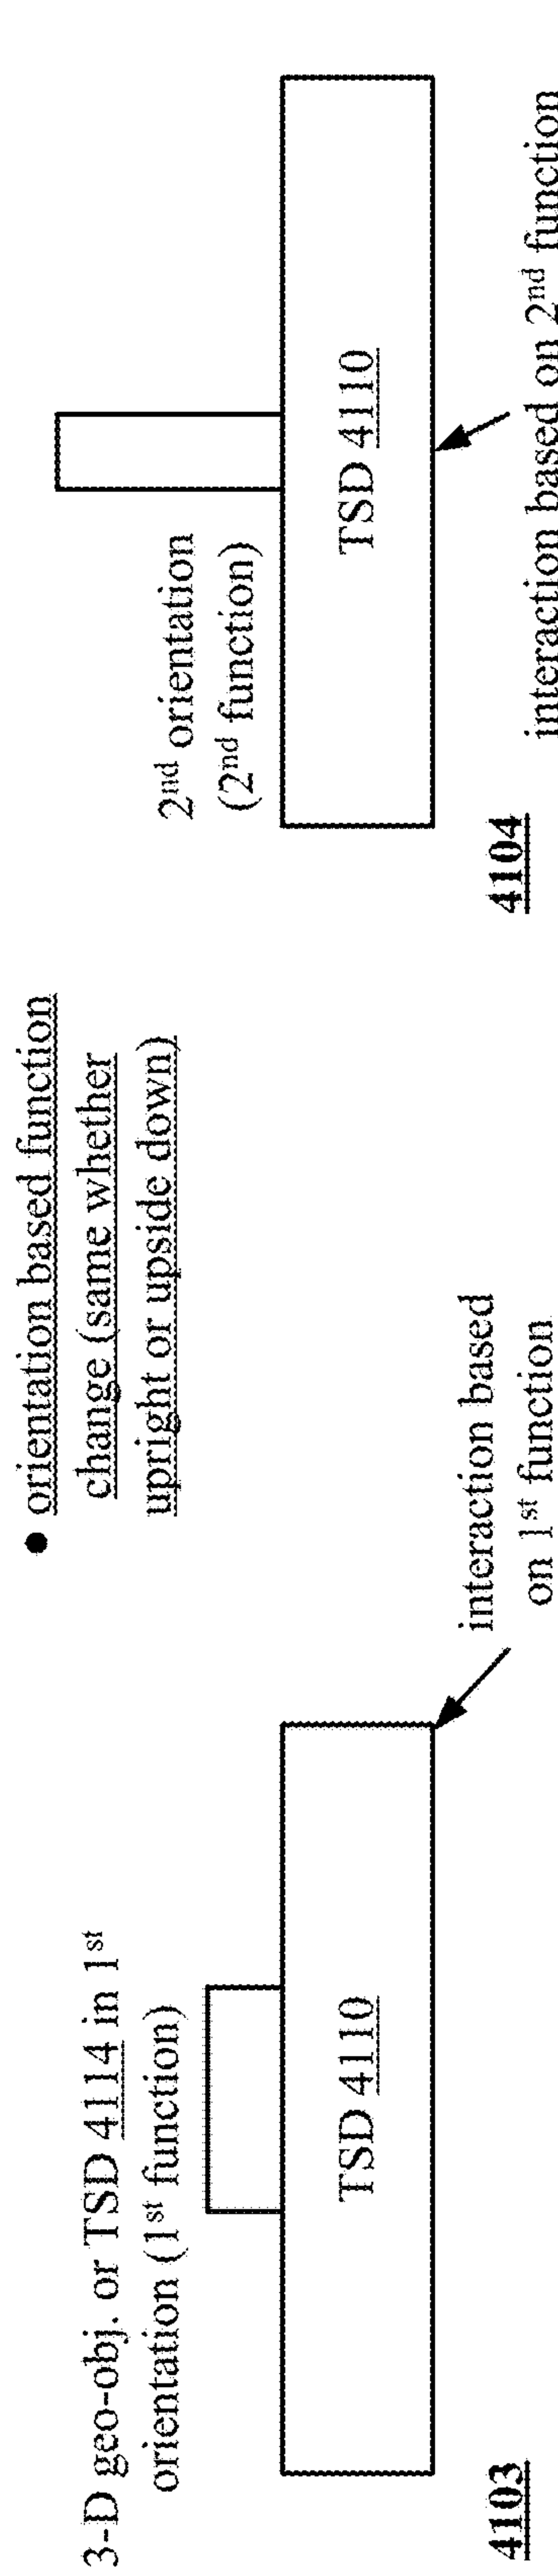 3-D geo-obj. or TSD 4114 in 1st
orientation (1st function)
TSD 4110
interaction based
on 1st function
4103
• orientation based function
change (same whether
upright or upside down)
2nd orientation
(2nd function)
TSD 4110
interaction based on 2nd function
4104